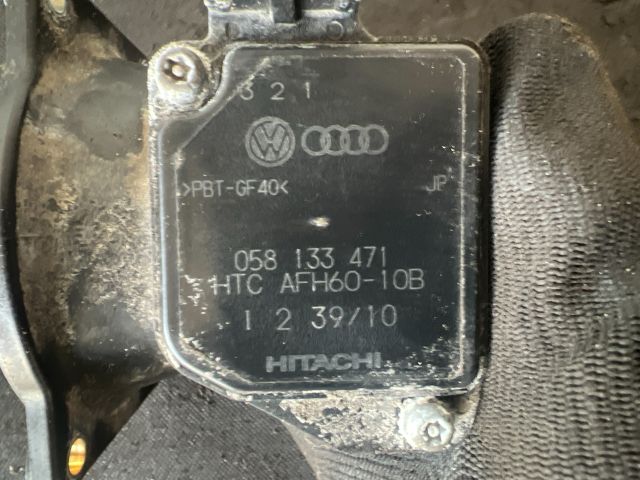 3 2 1
>PBT-GF40< JP
058 133 471
HTC AFH60-10B
1 2 39/10
HITACHI